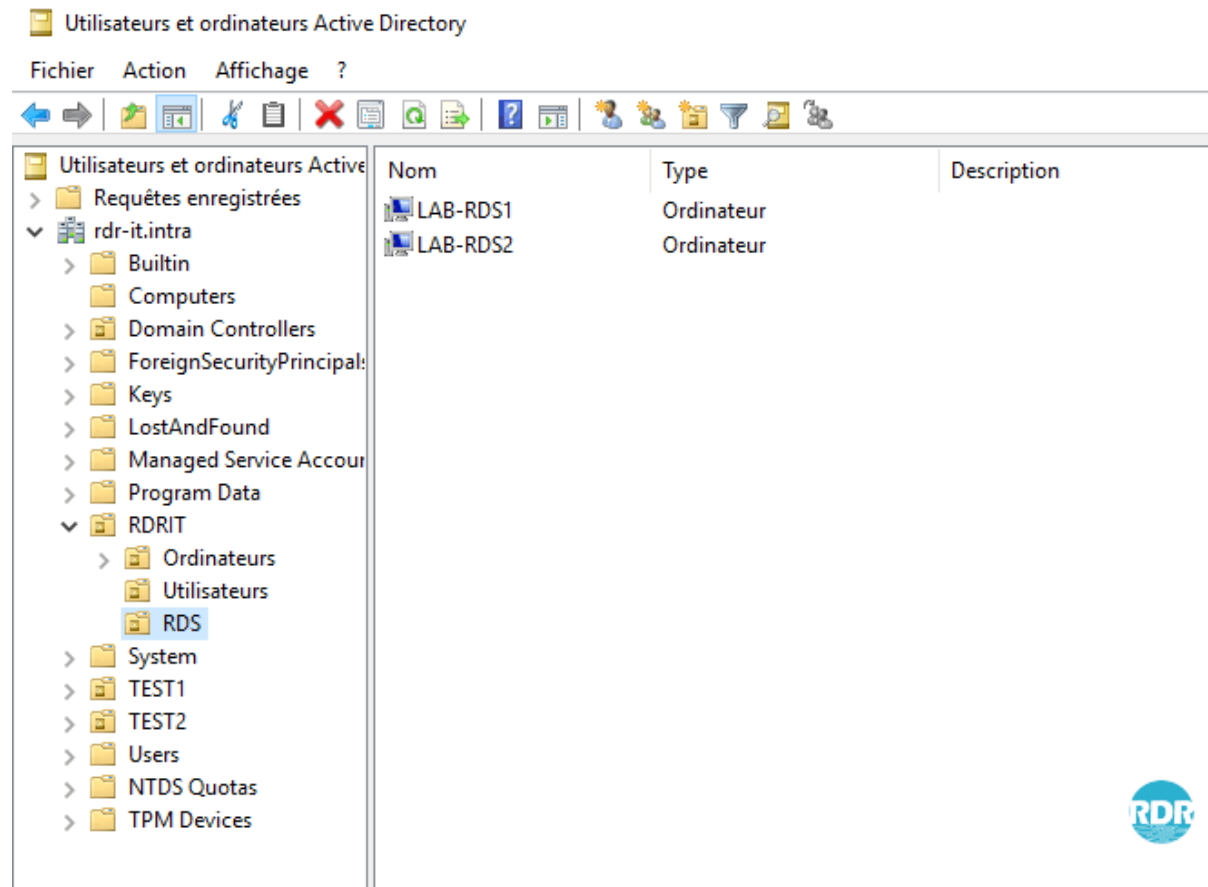 Utilisateurs et ordinateurs Active Directory
Fichier Action Affichage ?
Utilisateurs et ordinateurs Active
Requêtes enregistrées
rdr-it.intra
Builtin
Computers
Domain Controllers
ForeignSecurityPrincipals
Keys
LostAndFound
Managed Service Accour
Program Data
RDRIT
Ordinateurs
Utilisateurs
RDS
System
TEST1
TEST2
Users
NTDS Quotas
TPM Devices
Nom Type Description
LAB-RDS1 Ordinateur
LAB-RDS2 Ordinateur
RDR